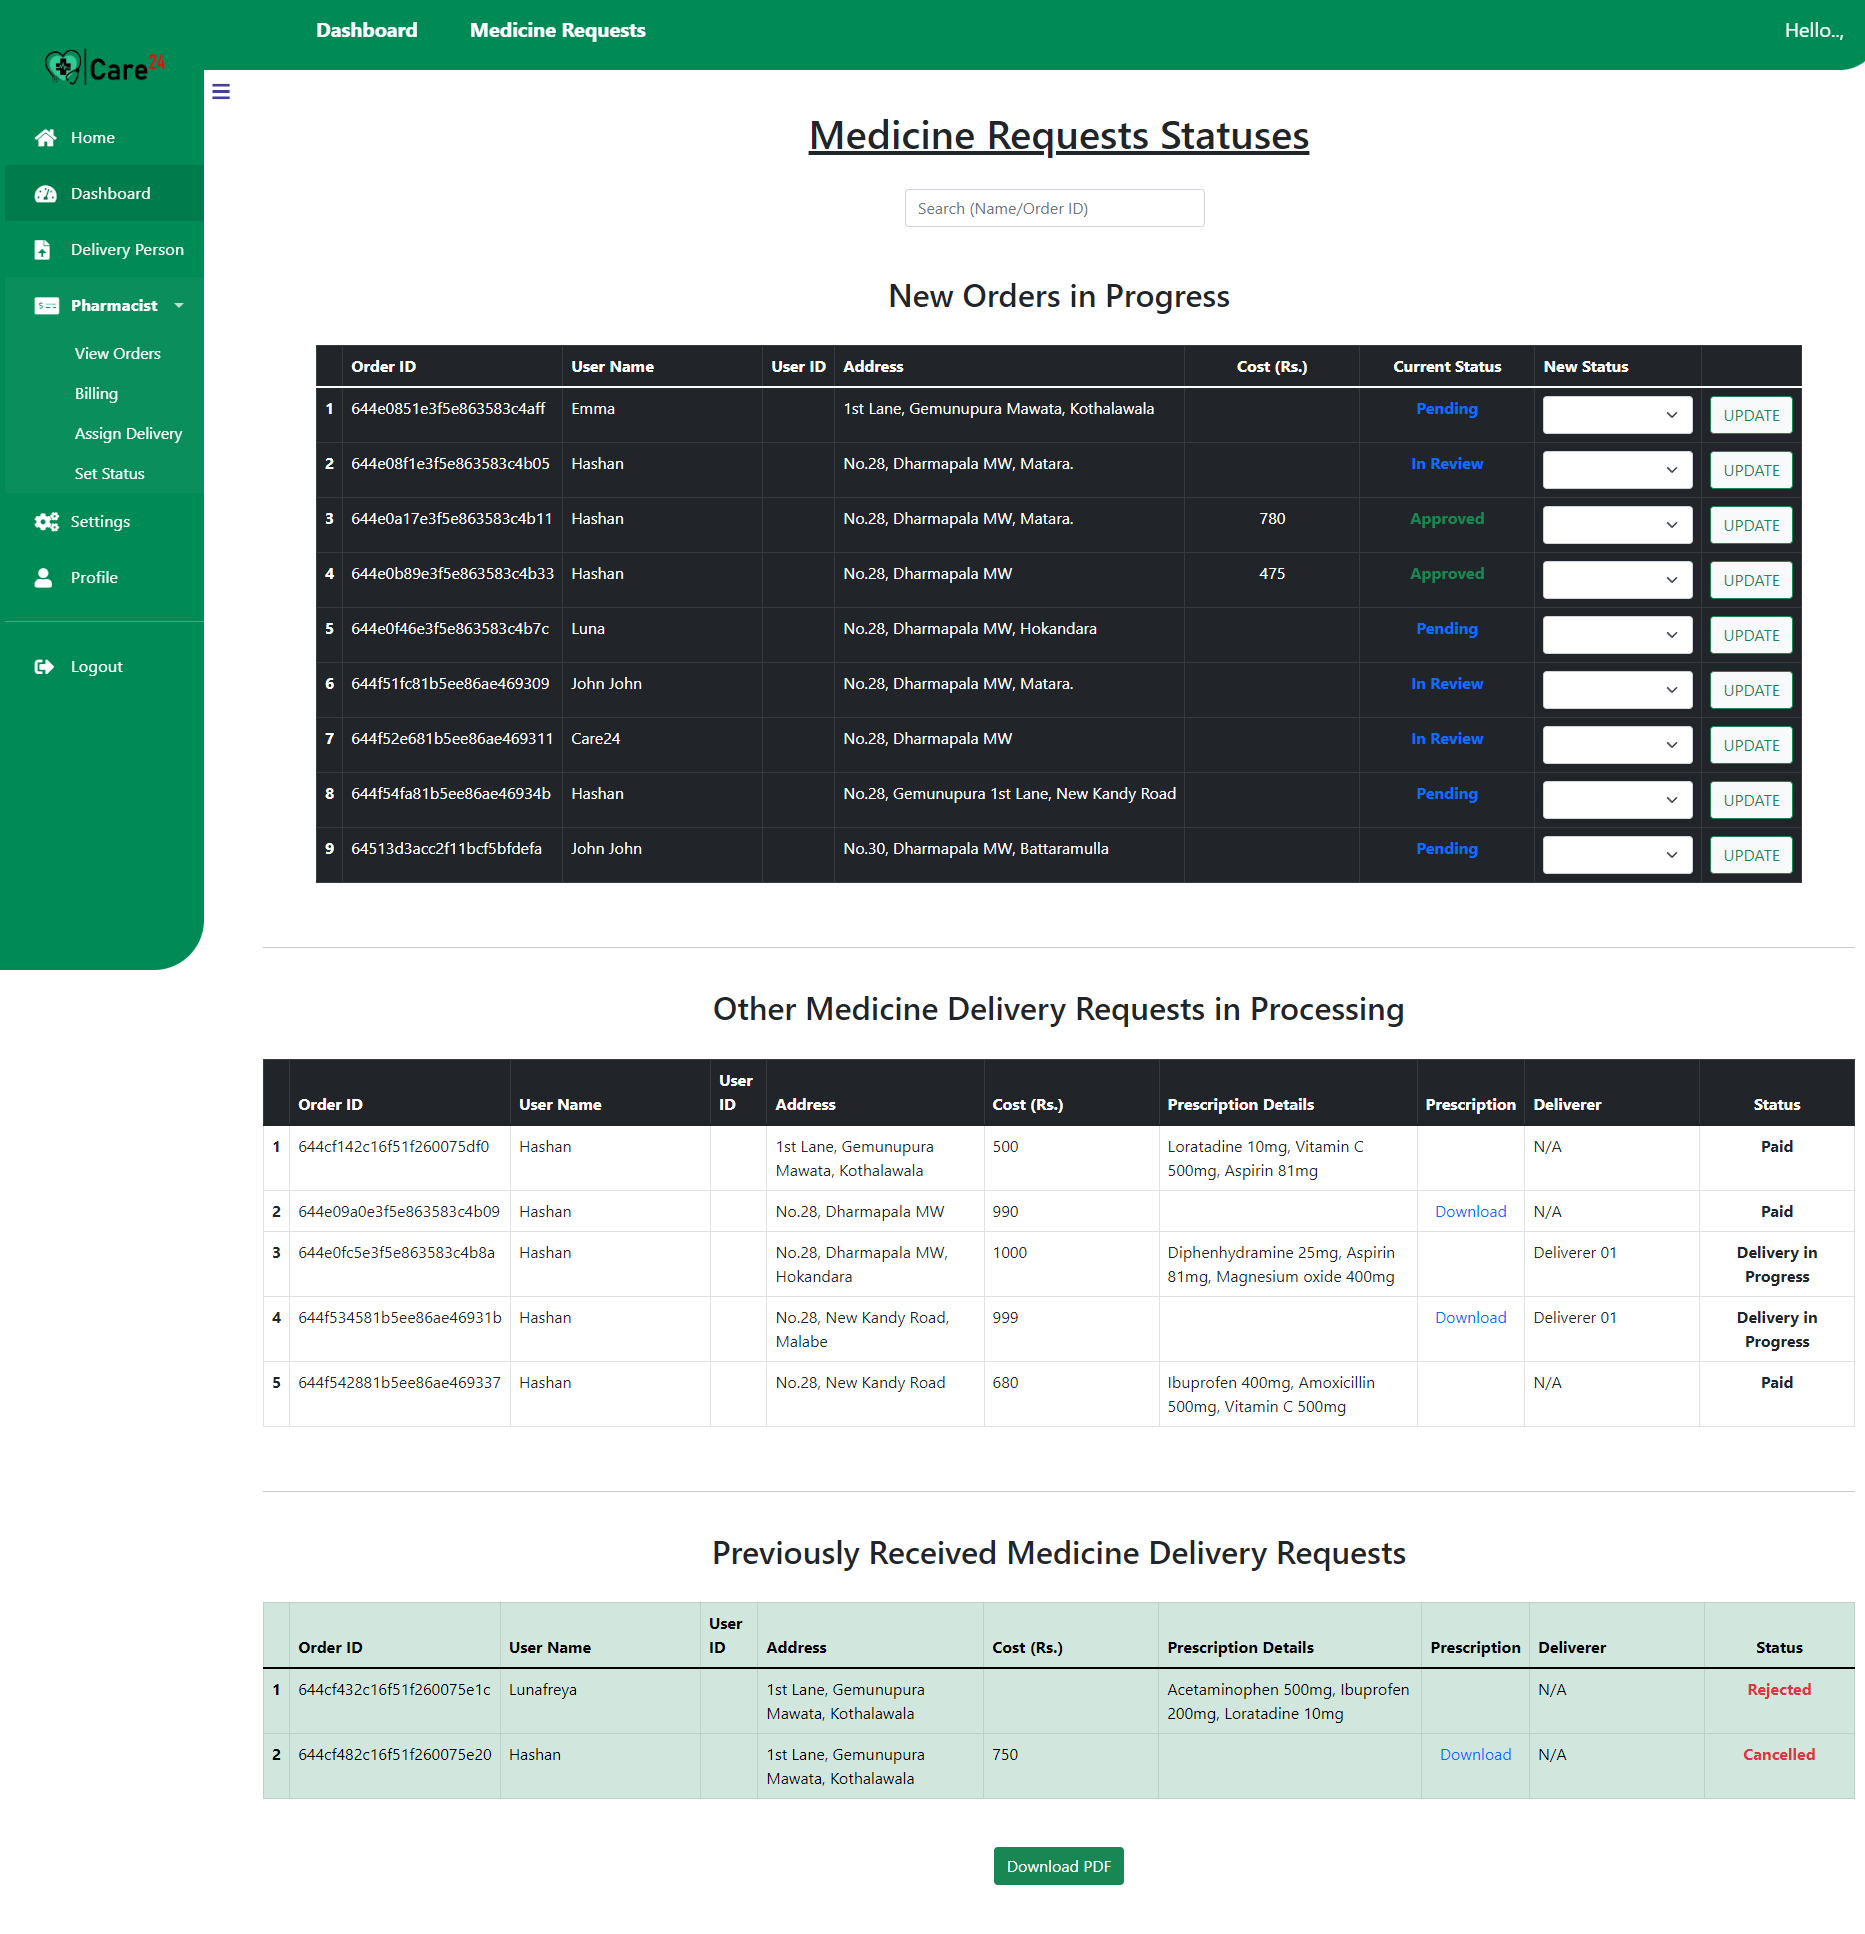 Dashboard Medicine Requests Hello..,
Care24
Home
Dashboard
Delivery Person
Pharmacist
View Orders
Billing
Assign Delivery
Set Status
Settings
Profile
Logout
Medicine Requests Statuses
Search (Name/Order ID)
New Orders in Progress
Order ID User Name User ID Address Cost (Rs.) Current Status New Status
1 644e0851e3f5e863583c4aff Emma 1st Lane, Gemunupura Mawata, Kothalawala Pending UPDATE
2 644e08f1e3f5e863583c4b05 Hashan No.28, Dharmapala MW, Matara. In Review UPDATE
3 644e0a17e3f5e863583c4b11 Hashan No.28, Dharmapala MW, Matara. 780 Approved UPDATE
4 644e0b89e3f5e863583c4b33 Hashan No.28, Dharmapala MW 475 Approved UPDATE
5 644e0f46e3f5e863583c4b7c Luna No.28, Dharmapala MW, Hokandara Pending UPDATE
6 644f51fc81b5ee86ae469309 John John No.28, Dharmapala MW, Matara. In Review UPDATE
7 644f52e681b5ee86ae469311 Care24 No.28, Dharmapala MW In Review UPDATE
8 644f54fa81b5ee86ae46934b Hashan No.28, Gemunupura 1st Lane, New Kandy Road Pending UPDATE
9 64513d3acc2f11bcf5bfdefa John John No.30, Dharmapala MW, Battaramulla Pending UPDATE
Other Medicine Delivery Requests in Processing
User
Order ID User Name ID Address Cost (Rs.) Prescription Details Prescription Deliverer Status
1 644cf142c16f51f260075df0 Hashan 1st Lane, Gemunupura 500 Loratadine 10mg, Vitamin C N/A Paid
Mawata, Kothalawala 500mg, Aspirin 81mg
2 644e09a0e3f5e863583c4b09 Hashan No.28, Dharmapala MW 990 Download N/A Paid
3 644e0fc5e3f5e863583c4b8a Hashan No.28, Dharmapala MW, 1000 Diphenhydramine 25mg, Aspirin Deliverer 01 Delivery in
Hokandara 81mg, Magnesium oxide 400mg Progress
4 644f534581b5ee86ae46931b Hashan No.28, New Kandy Road, 999 Download Deliverer 01 Delivery in
Malabe Progress
5 644f542881b5ee86ae469337 Hashan No.28, New Kandy Road 680 Ibuprofen 400mg, Amoxicillin N/A Paid
500mg, Vitamin C 500mg
Previously Received Medicine Delivery Requests
User
Order ID User Name ID Address Cost (Rs.) Prescription Details Prescription Deliverer Status
1 644cf432c16f51f260075e1c Lunafreya 1st Lane, Gemunupura Acetaminophen 500mg, Ibuprofen N/A Rejected
Mawata, Kothalawala 200mg, Loratadine 10mg
2 644cf482c16f51f260075e20 Hashan 1st Lane, Gemunupura 750 Download N/A Cancelled
Mawata, Kothalawala
Download PDF